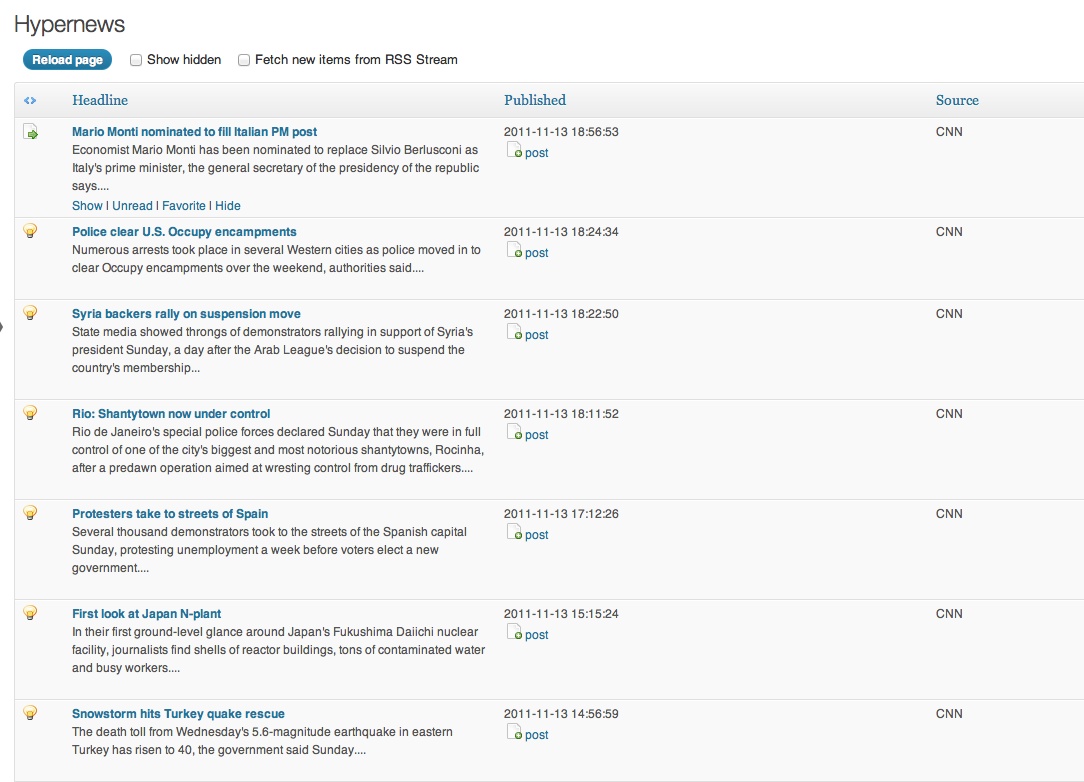 Hypernews
Reload page Show hidden Fetch new items from RSS Stream
<> Headline Published Source
Mario Monti nominated to fill Italian PM post 2011-11-13 18:56:53 CNN
Economist Mario Monti has been nominated to replace Silvio Berlusconi as post
Italy's prime minister, the general secretary of the presidency of the republic
says....
Show | Unread | Favorite | Hide
Police clear U.S. Occupy encampments 2011-11-13 18:24:34 CNN
Numerous arrests took place in several Western cities as police moved in to post
clear Occupy encampments over the weekend, authorities said....
Syria backers rally on suspension move 2011-11-13 18:22:50 CNN
State media showed throngs of demonstrators rallying in support of Syria's post
president Sunday, a day after the Arab League's decision to suspend the
country's membership...
Rio: Shantytown now under control 2011-11-13 18:11:52 CNN
Rio de Janeiro's special police forces declared Sunday that they were in full post
control of one of the city's biggest and most notorious shantytowns, Rocinha,
after a predawn operation aimed at wresting control from drug traffickers....
Protesters take to streets of Spain 2011-11-13 17:12:26 CNN
Several thousand demonstrators took to the streets of the Spanish capital post
Sunday, protesting unemployment a week before voters elect a new
government....
First look at Japan N-plant 2011-11-13 15:15:24 CNN
In their first ground-level glance around Japan's Fukushima Daiichi nuclear post
facility, journalists find shells of reactor buildings, tons of contaminated water
and busy workers....
Snowstorm hits Turkey quake rescue 2011-11-13 14:56:59 CNN
The death toll from Wednesday's 5.6-magnitude earthquake in eastern post
Turkey has risen to 40, the government said Sunday....